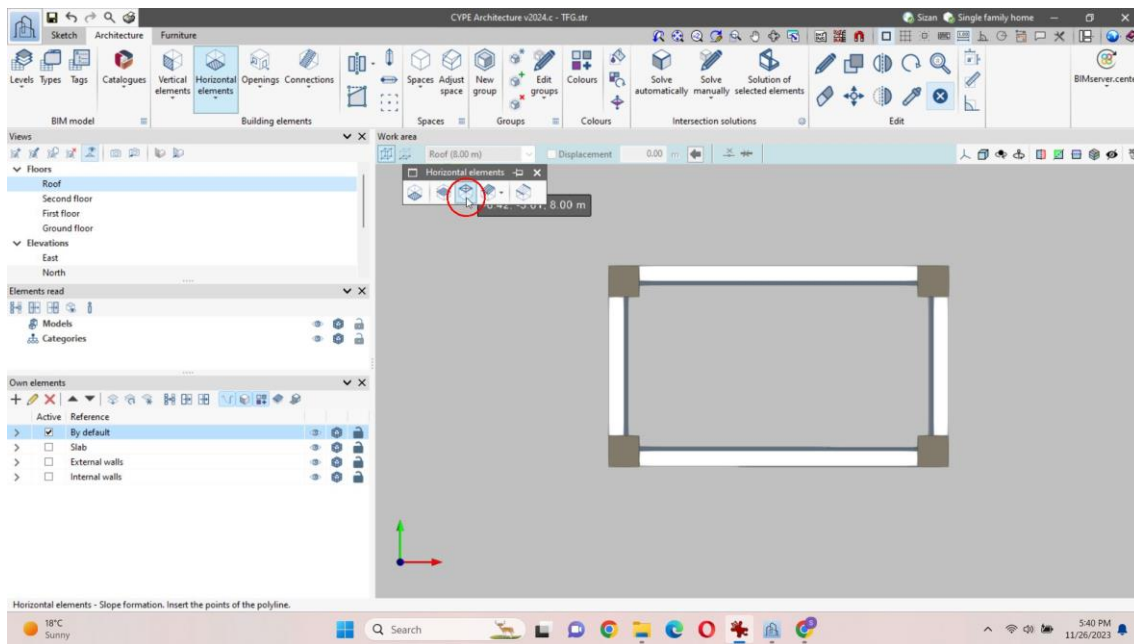 CYPE Architecture v2024.c - TFG.str
Sizan
Single family home
Sketch
Architecture
Furniture
Levels
Types
Tags
Catalogues
Vertical elements
Horizontal elements
Openings
Connections
Spaces
Adjust space
New group
Edit groups
Colours
Solve automatically
Solve manually
Solution of selected elements
BIMserver.cente
BIM model
Building elements
Spaces
Groups
Colours
Intersection solutions
Edit
Views
Floors
Roof
Second floor
First floor
Ground floor
Elevations
East
North
Elements read
Models
Categories
Own elements
Active Reference
By default
Slab
External walls
Internal walls
Work area
Roof (8.00 m)
Displacement
0.00 m
Horizontal elements
8.00 m
Horizontal elements - Slope formation. Insert the points of the polyline.
18°C
Sunny
Search
5:40 PM
11/26/2023